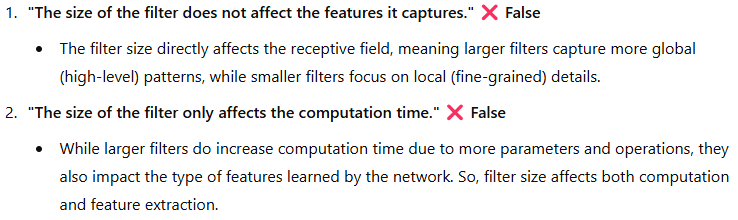 1. "The size of the filter does not affect the features it captures." ❌ False
• The filter size directly affects the receptive field, meaning larger filters capture more global
(high-level) patterns, while smaller filters focus on local (fine-grained) details.
2. "The size of the filter only affects the computation time." ❌ False
• While larger filters do increase computation time due to more parameters and operations, they
also impact the type of features learned by the network. So, filter size affects both computation
and feature extraction.